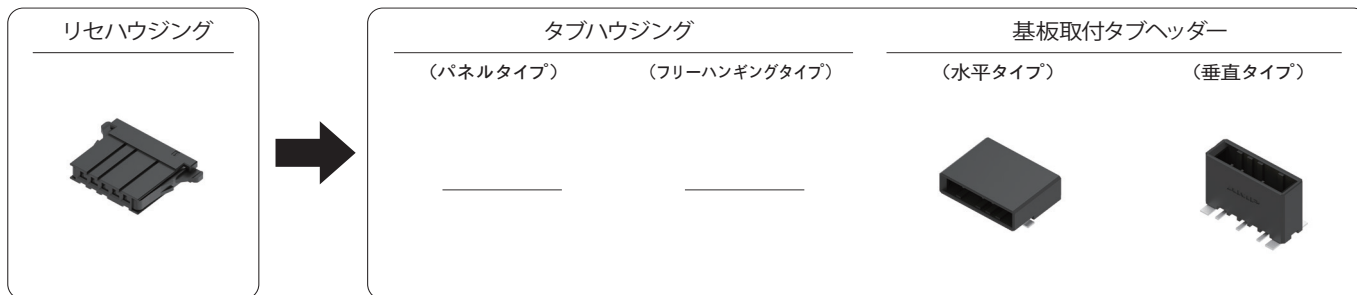 リセハウジング
タブハウジング
基板取付タブヘッダー
（パネルタイプ）
（フリーハンギングタイプ）
（水平タイプ）
（垂直タイプ）